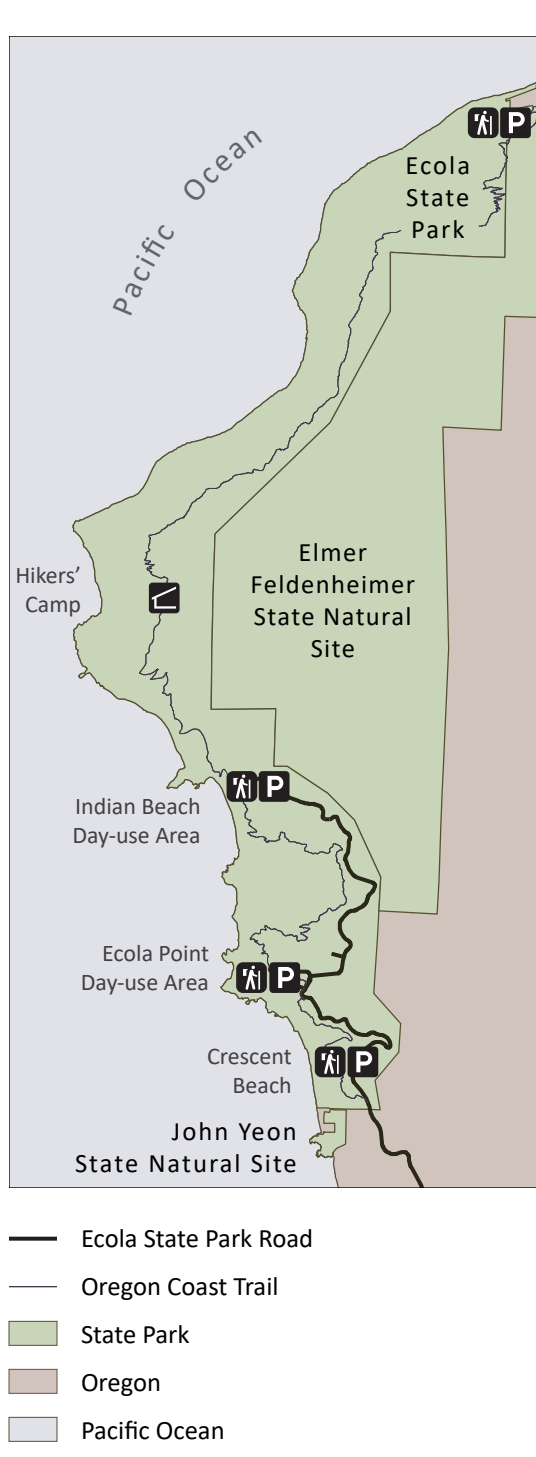 Pacific Ocean
P
Ecola
State
Park
Elmer
Feldenheimer
State Natural
Site
Hikers'
Camp
P
Indian Beach
Day-use Area
Ecola Point
Day-use Area
P
Crescent
Beach
P
John Yeon
State Natural Site
Ecola State Park Road
Oregon Coast Trail
State Park
Oregon
Pacific Ocean